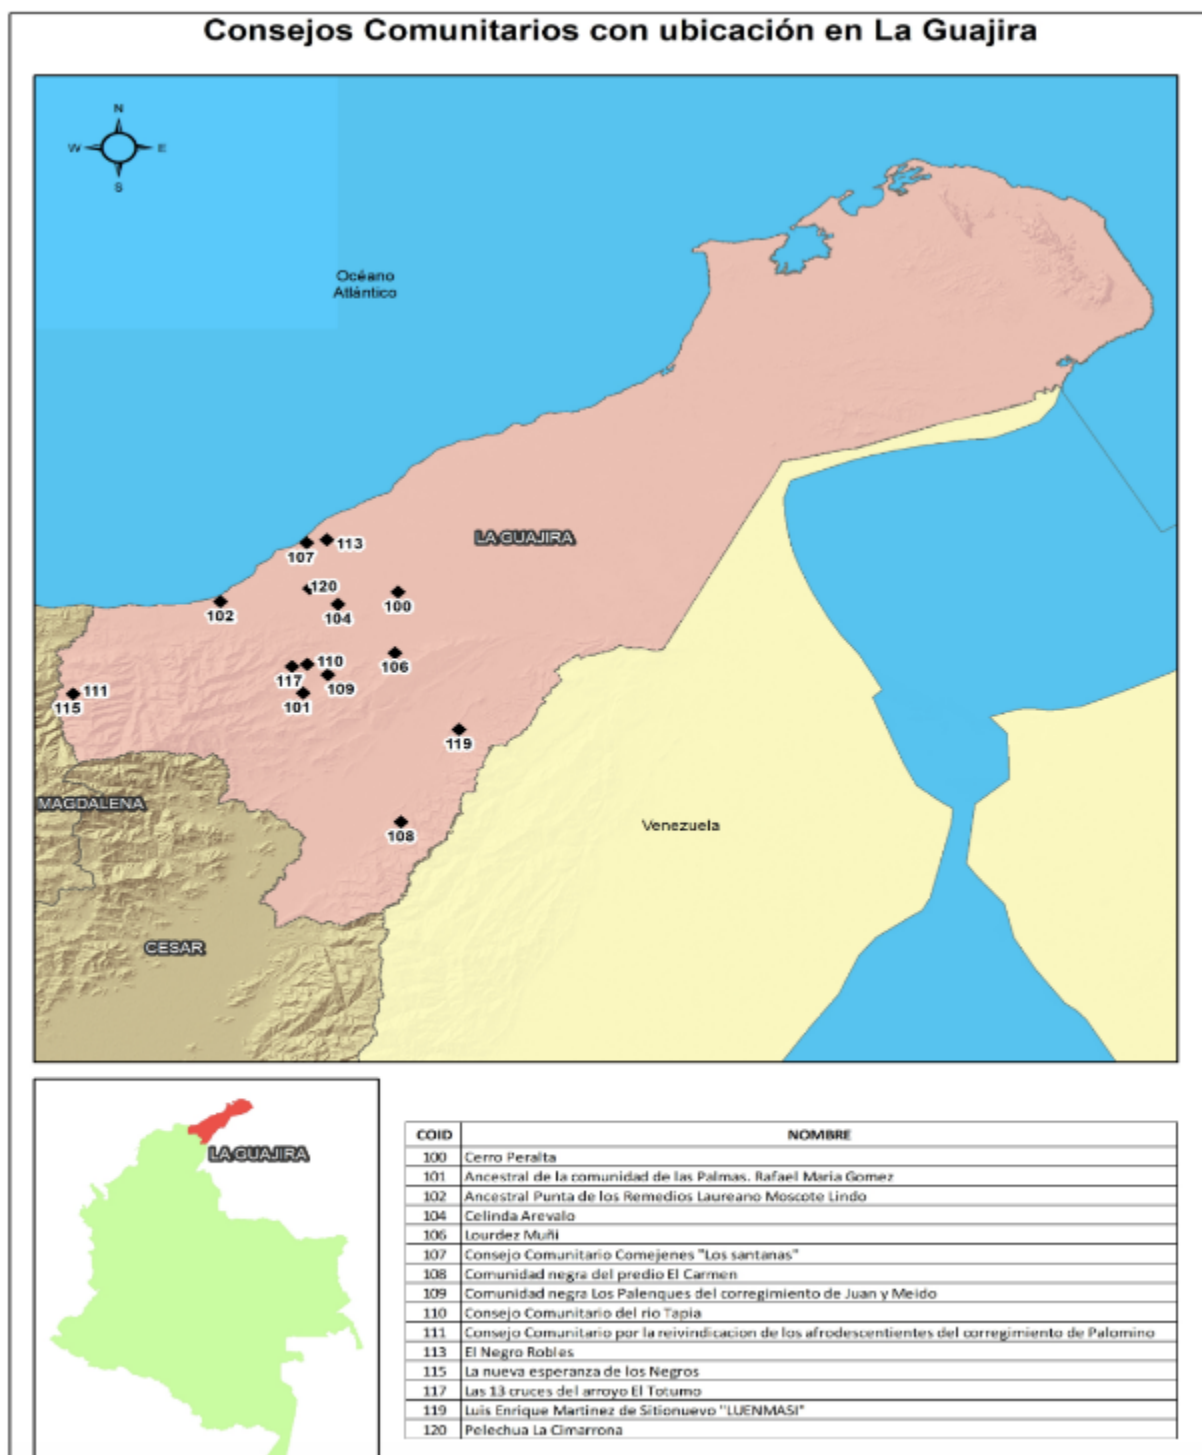 Consejos Comunitarios con ubicación en La Guajira
N
W E
S
Océano
Atlántico
LA GUAJIRA
113
107
120
102
104
100
110
106
117
109
111
115
101
119
MAGDALENA
108
Venezuela
CESAR
LA GUAJIRA
COID NOMBRE
100 Cerro Peralta
101 Ancestral de la comunidad de las Palmas. Rafael Maria Gomez
102 Ancestral Punta de los Remedios Laureano Moscote Lindo
104 Celinda Arevalo
106 Lourdez Muñi
107 Consejo Comunitario Comejenes "Los santanas"
108 Comunidad negra del predio El Carmen
109 Comunidad negra Los Palenques del corregimiento de Juan y Meido
110 Consejo Comunitario del rio Tapia
111 Consejo Comunitario por la reivindicacion de los afrodescentientes del corregimiento de Palomino
113 El Negro Robles
115 La nueva esperanza de los Negros
117 Las 13 cruces del arroyo El Totumo
119 Luis Enrique Martinez de Sitionuevo "LUENMASI"
120 Pelechua La Cimarrona